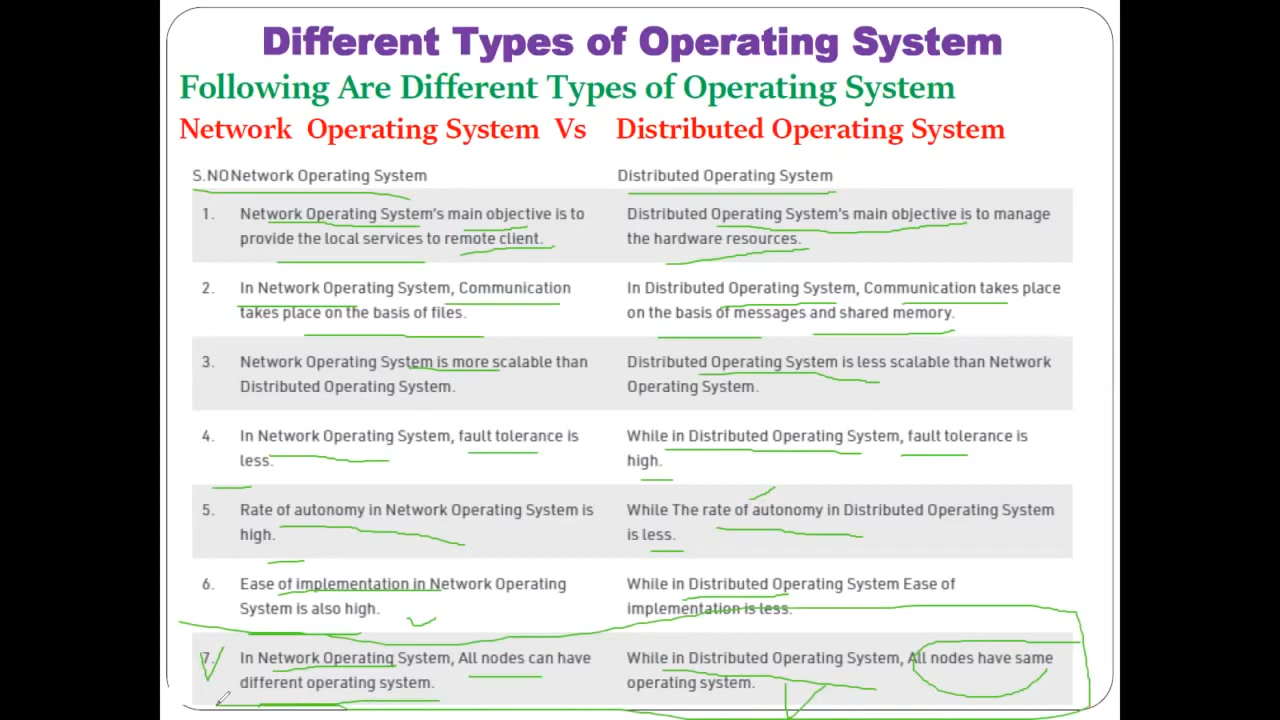 Different Types of Operating System
Following Are Different Types of Operating System
Network Operating System Vs Distributed Operating System
S.NO Network Operating System Distributed Operating System
1. Network Operating System's main objective is to Distributed Operating System's main objective is to manage
provide the local services to remote client. the hardware resources.
2. In Network Operating System, Communication In Distributed Operating System, Communication takes place
takes place on the basis of files. on the basis of messages and shared memory.
3. Network Operating System is more scalable than Distributed Operating System is less scalable than Network
Distributed Operating System. Operating System.
4. In Network Operating System, fault tolerance is While in Distributed Operating System, fault tolerance is
less. high.
5. Rate of autonomy in Network Operating System is While The rate of autonomy in Distributed Operating System
high. is less.
6. Ease of implementation in Network Operating While in Distributed Operating System Ease of
System is also high. implementation is less.
7. In Network Operating System, All nodes can have While in Distributed Operating System, All nodes have same
different operating system. operating system.